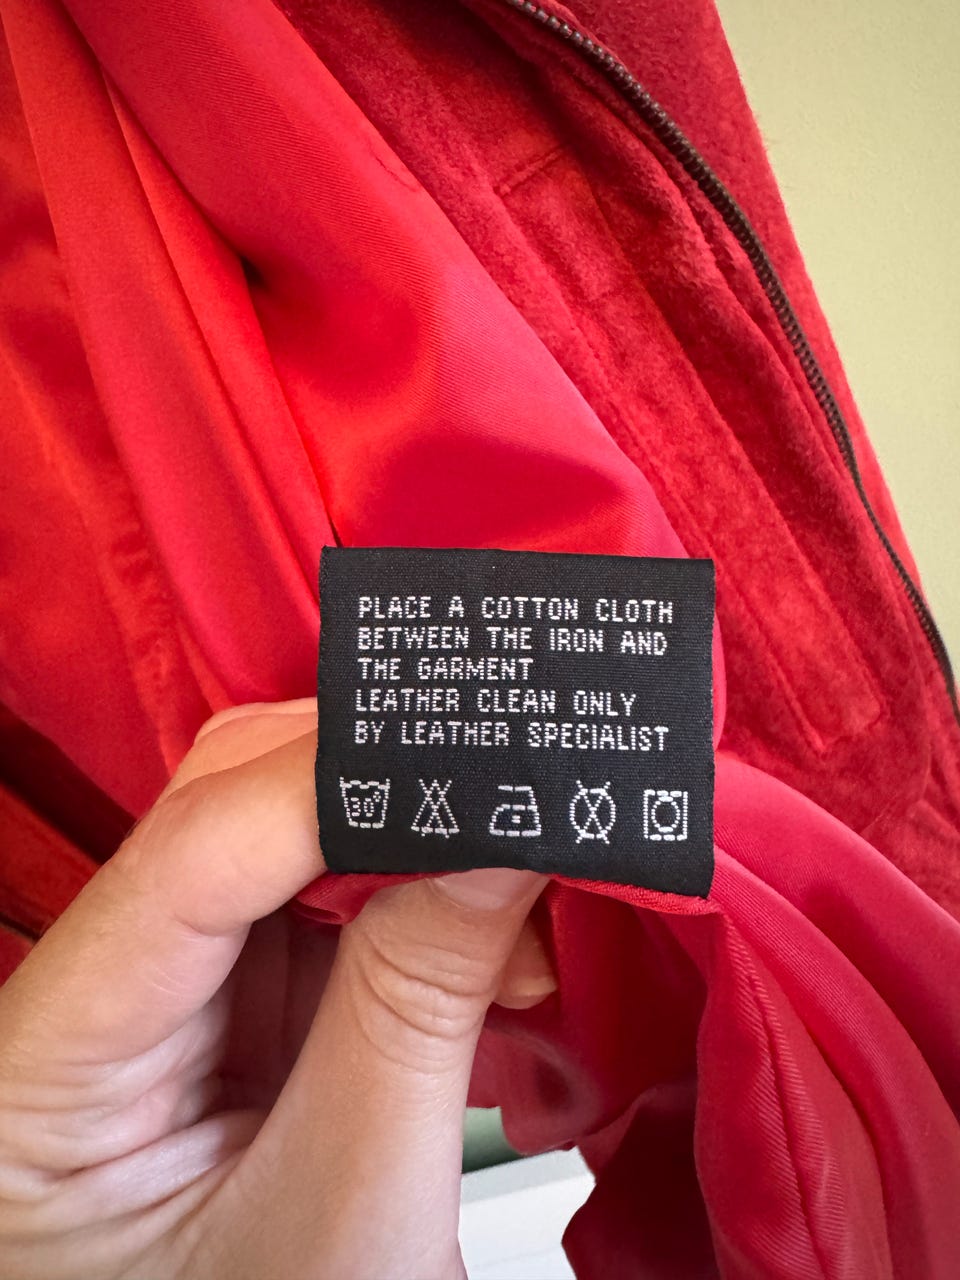 PLACE A COTTON CLOTH
BETWEEN THE IRON AND
THE GARMENT
LEATHER CLEAN ONLY
BY LEATHER SPECIALIST
30°